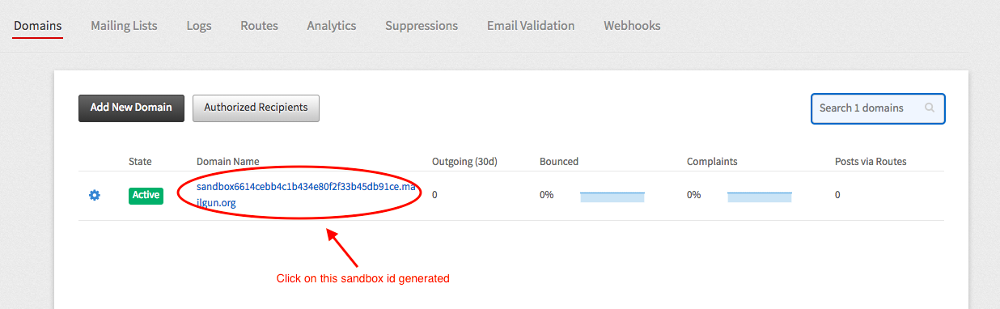 Domains Mailing Lists Logs Routes Analytics Suppressions Email Validation Webhooks
Add New Domain Authorized Recipients Search 1 domains
State Domain Name Outgoing (30d) Bounced Complaints Posts via Routes
Active sandbox6614cebb4c1b434e80f2f33b45db91ce.ma 0 0% 0% 0
ilgun.org
Click on this sandbox id generated